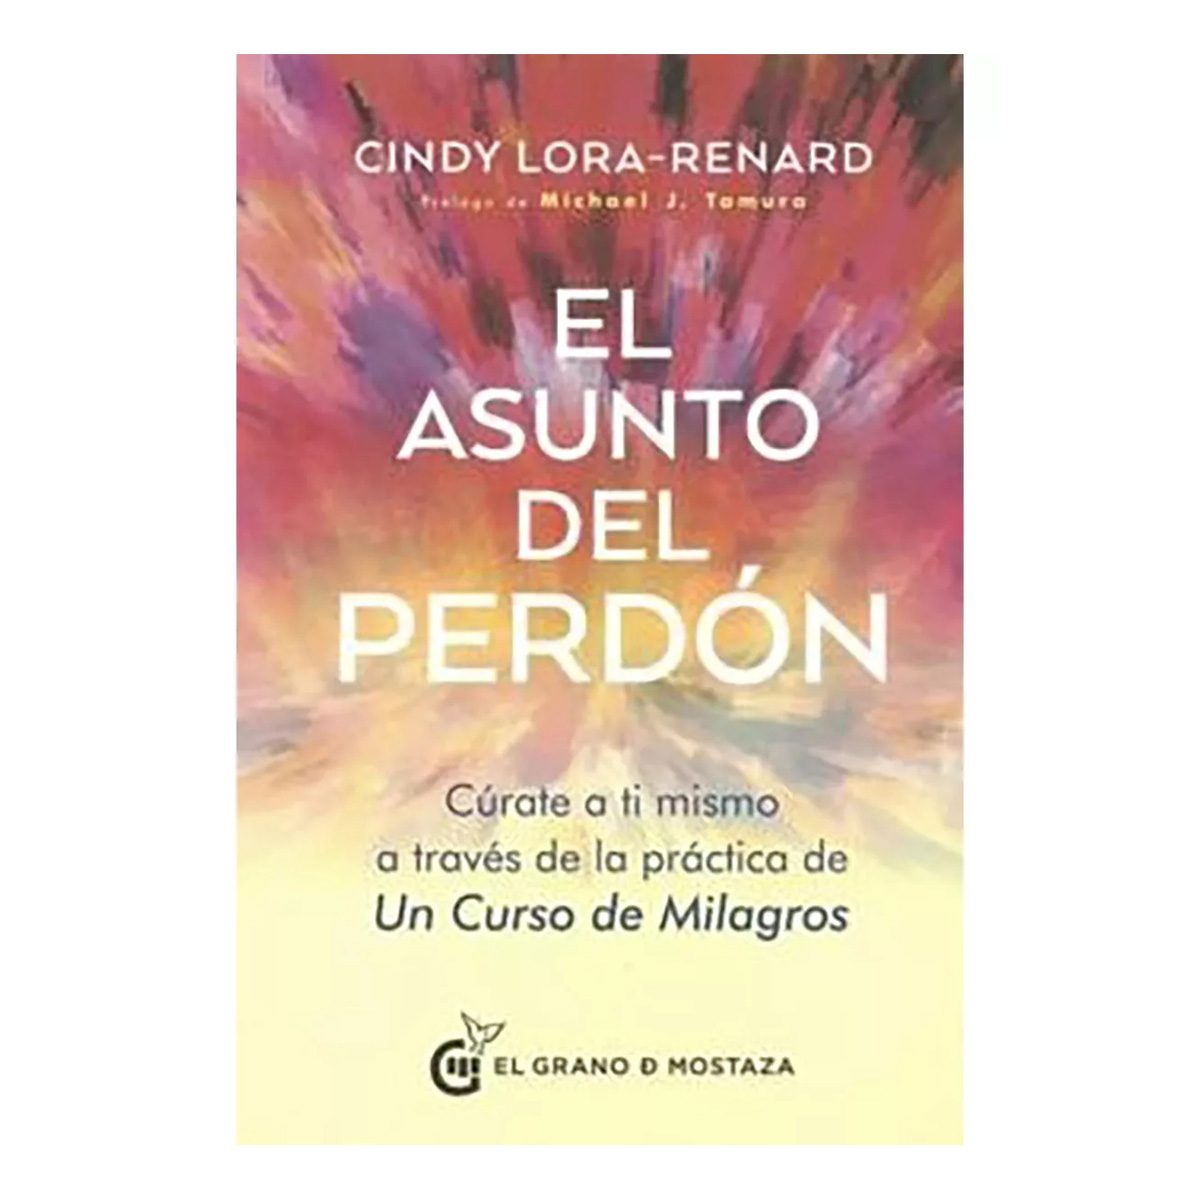 CINDY LORA-RENARD
Prólogo de Michael J. Tamura
EL
ASUNTO
DEL
PERDÓN
Cúrate a ti mismo
a través de la práctica de
Un Curso de Milagros
EL GRANO Đ MOSTAZA